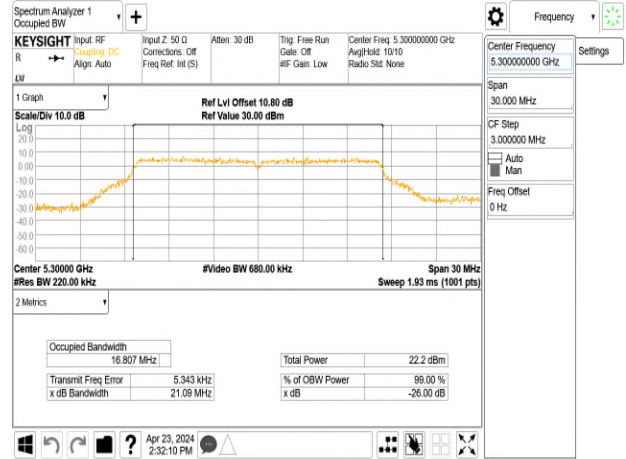 Spectrum Analyzer 1
Occupied BW
Frequency
KEYSIGHT
Input: RF
Coupling: DC
Align: Auto
Input Z: 50 Ω
Corrections: Off
Freq Ref: Int (S)
Atten: 30 dB
Trig: Free Run
Gate: Off
#IF Gain: Low
Center Freq: 5.300000000 GHz
Avg|Hold: 10/10
Radio Std: None
R
Center Frequency
5.300000000 GHz
Settings
Span
30.000 MHz
CF Step
3.000000 MHz
Auto
Man
Freq Offset
0 Hz
1 Graph
Scale/Div 10.0 dB
Ref Lvl Offset 10.80 dB
Ref Value 30.00 dBm
Log
20.0
10.0
0.00
-10.0
-20.0
-30.0
-40.0
-50.0
-60.0
Center 5.30000 GHz
#Res BW 220.00 kHz
#Video BW 680.00 kHz
Span 30 MHz
Sweep 1.93 ms (1001 pts)
2 Metrics
Occupied Bandwidth
16.807 MHz
Total Power 22.2 dBm
Transmit Freq Error 5.343 kHz
% of OBW Power 99.00 %
x dB Bandwidth 21.09 MHz
x dB -26.00 dB
Apr 23, 2024
2:32:10 PM